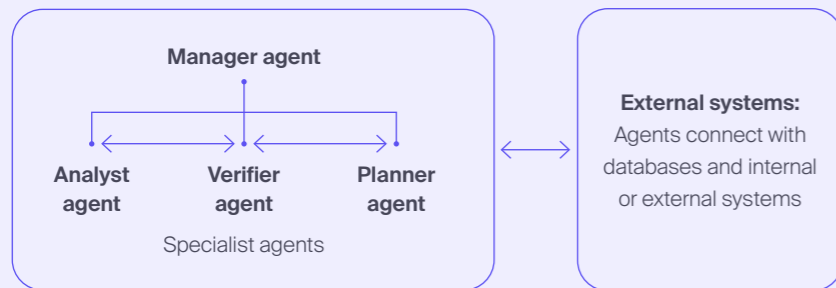 Manager agent
Analyst
agent
Verifier
agent
Planner
agent
Specialist agents
External systems:
Agents connect with
databases and internal
or external systems